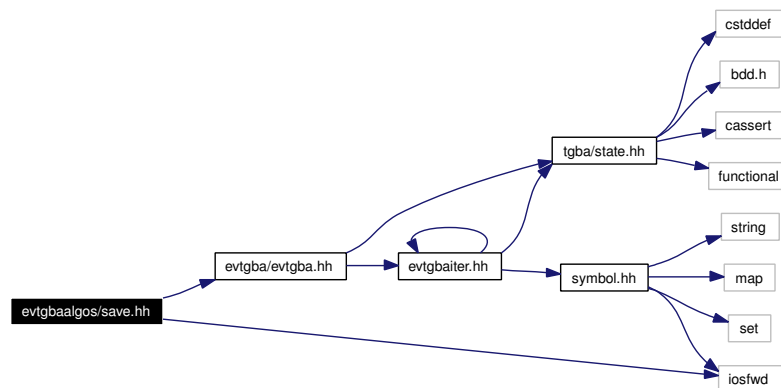 cstddef
bdd.h
cassert
tgba/state.hh
functional
string
evtgba/evtgba.hh
evtgbaiter.hh
symbol.hh
map
evtgbaalgos/save.hh
set
iosfwd